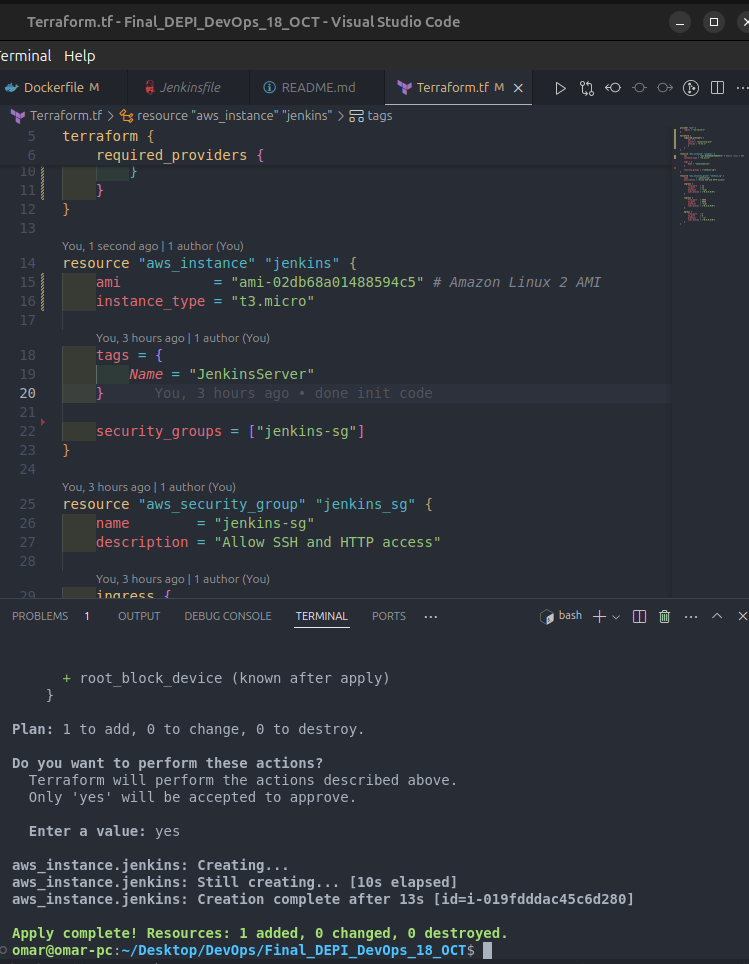 Terraform.tf - Final_DEPI_DevOps_18_OCT - Visual Studio Code
Terminal Help
Dockerfile M Jenkinsfile README.md Terraform.tf M
Terraform.tf > resource "aws_instance" "jenkins" > tags
5 terraform {
6 required_providers {
10 }
11 }
12 }
13
You, 1 second ago | 1 author (You)
14 resource "aws_instance" "jenkins" {
15 ami = "ami-02db68a01488594c5" # Amazon Linux 2 AMI
16 instance_type = "t3.micro"
17
You, 3 hours ago | 1 author (You)
18 tags = {
19 Name = "JenkinsServer"
20 } You, 3 hours ago • done init code
21
22 security_groups = ["jenkins-sg"]
23 }
24
You, 3 hours ago | 1 author (You)
25 resource "aws_security_group" "jenkins_sg" {
26 name = "jenkins-sg"
27 description = "Allow SSH and HTTP access"
28
You, 3 hours ago | 1 author (You)
29 ingress {
PROBLEMS 1 OUTPUT DEBUG CONSOLE TERMINAL PORTS ... bash
+ root_block_device (known after apply)
}
Plan: 1 to add, 0 to change, 0 to destroy.
Do you want to perform these actions?
Terraform will perform the actions described above.
Only 'yes' will be accepted to approve.
Enter a value: yes
aws_instance.jenkins: Creating...
aws_instance.jenkins: Still creating... [10s elapsed]
aws_instance.jenkins: Creation complete after 13s [id=i-019fdddac45c6d280]
Apply complete! Resources: 1 added, 0 changed, 0 destroyed.
omar@omar-pc:~/Desktop/DevOps/Final_DEPI_DevOps_18_OCT$